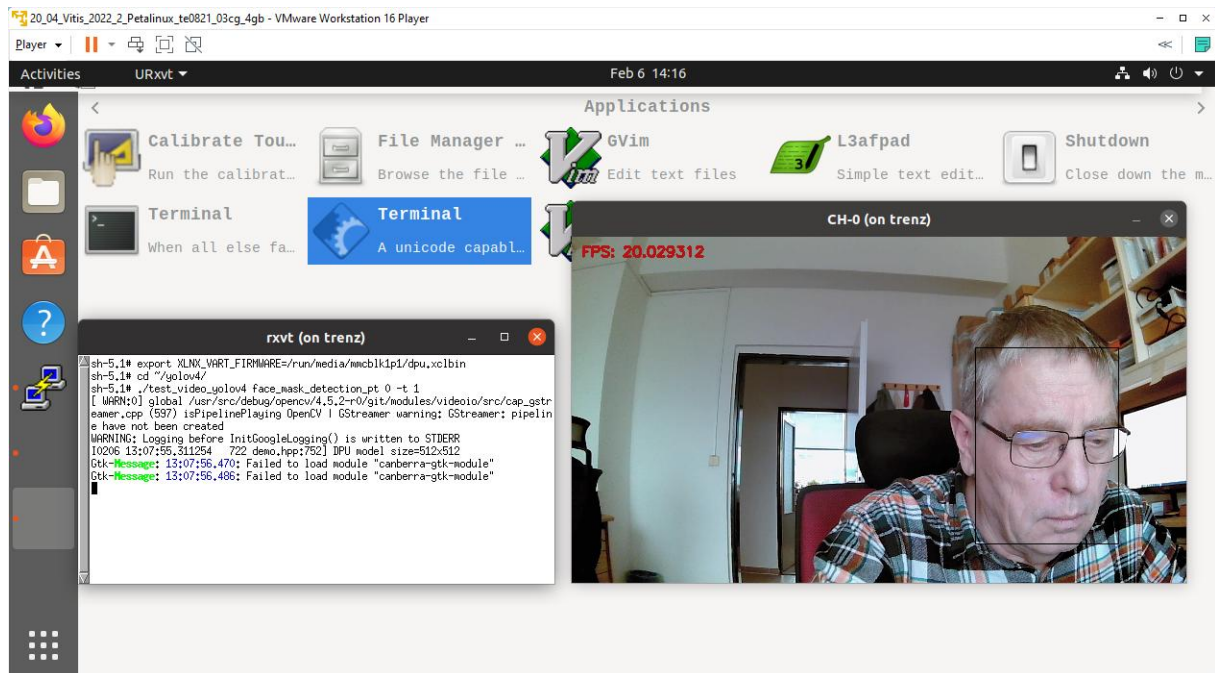 20_04_Vitis_2022_2_Petalinux_te0821_03cg_4gb - VMware Workstation 16 Player
Player
Activities
URxvt
Feb 6 14:16
Applications
Calibrate Tou…
Run the calibrat…
File Manager …
Browse the file …
GVim
Edit text files
L3afpad
Simple text edit…
Shutdown
Close down the m…
Terminal
When all else fa…
Terminal
A unicode capabl…
CH-0 (on trenz)
FPS: 20.029312
rxvt (on trenz)
sh-5.1# export XLNX_VART_FIRMWARE=/run/media/mmcblk1p1/dpu.xclbin
sh-5.1# cd ~/yolov4/
sh-5.1# ./test_video_yolov4 face_mask_detection_pt 0 -t 1
[ WARN:0] global /usr/src/debug/opencv/4.5.2-r0/git/modules/videoio/src/cap_gstr
eamer.cpp (597) isPipelinePlaying OpenCV | GStreamer warning: GStreamer: pipelin
e have not been created
WARNING: Logging before InitGoogleLogging() is written to STDERR
I0206 13:07:55.311254   722 demo.hpp:752] DPU model size=512x512
Gtk-Message: 13:07:56.470: Failed to load module "canberra-gtk-module"
Gtk-Message: 13:07:56.486: Failed to load module "canberra-gtk-module"